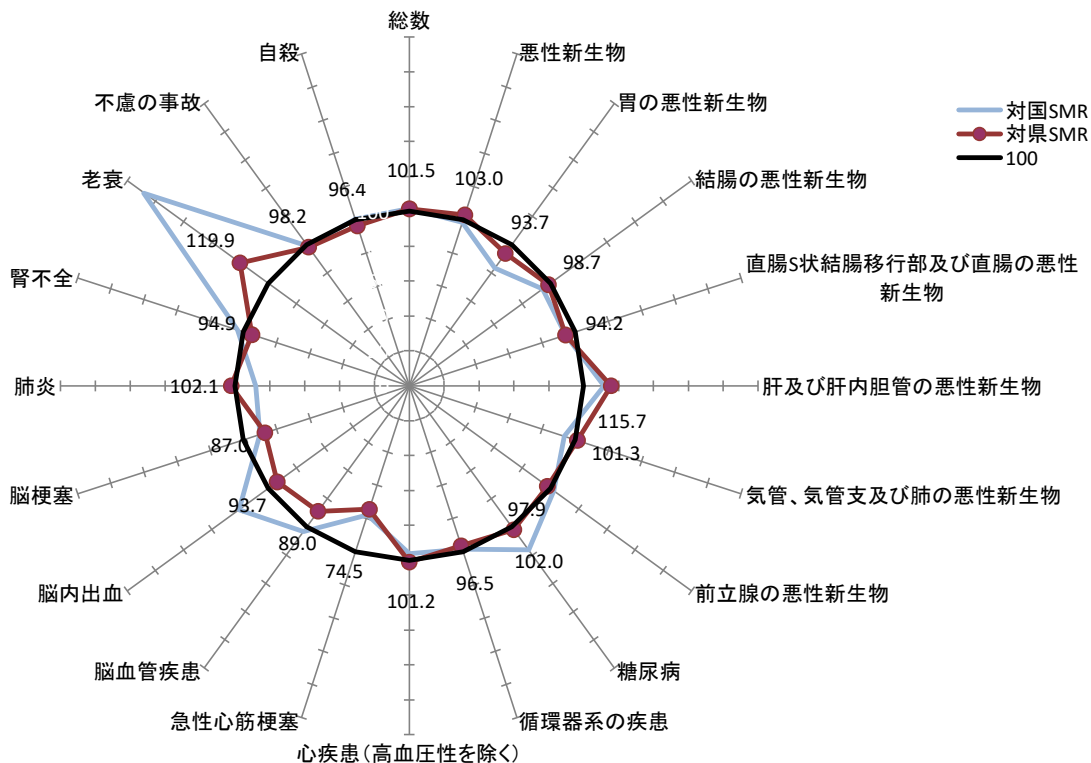 総数
自殺
悪性新生物
不慮の事故
胃の悪性新生物
対国SMR
対県SMR
100
老衰
結腸の悪性新生物
101.5
103.0
96.4
93.7
98.2
100
119.9
98.7
直腸S状結腸移行部及び直腸の悪性
新生物
腎不全
94.9
94.2
肺炎
102.1
肝及び肝内胆管の悪性新生物
115.7
87.0
101.3
脳梗塞
気管、気管支及び肺の悪性新生物
93.7
97.9
89.0
102.0
74.5
96.5
脳内出血
前立腺の悪性新生物
101.2
脳血管疾患
糖尿病
急性心筋梗塞
循環器系の疾患
心疾患(高血圧性を除く)